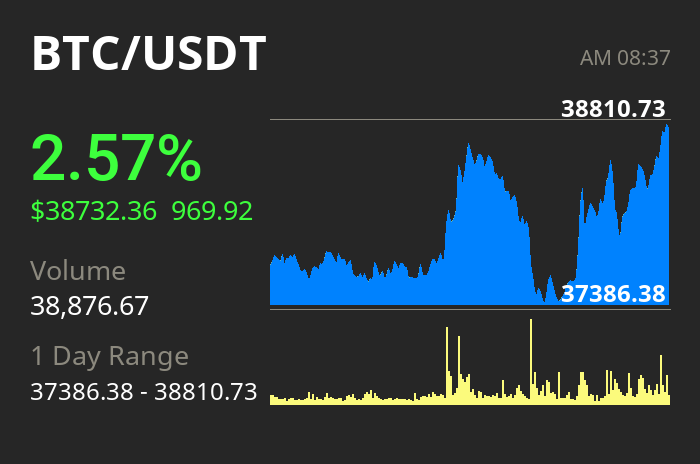 BTC/USDT
AM 08:37
38810.73
2.57%
$38732.36 969.92
Volume
38,876.67
37386.38
1 Day Range
37386.38 - 38810.73